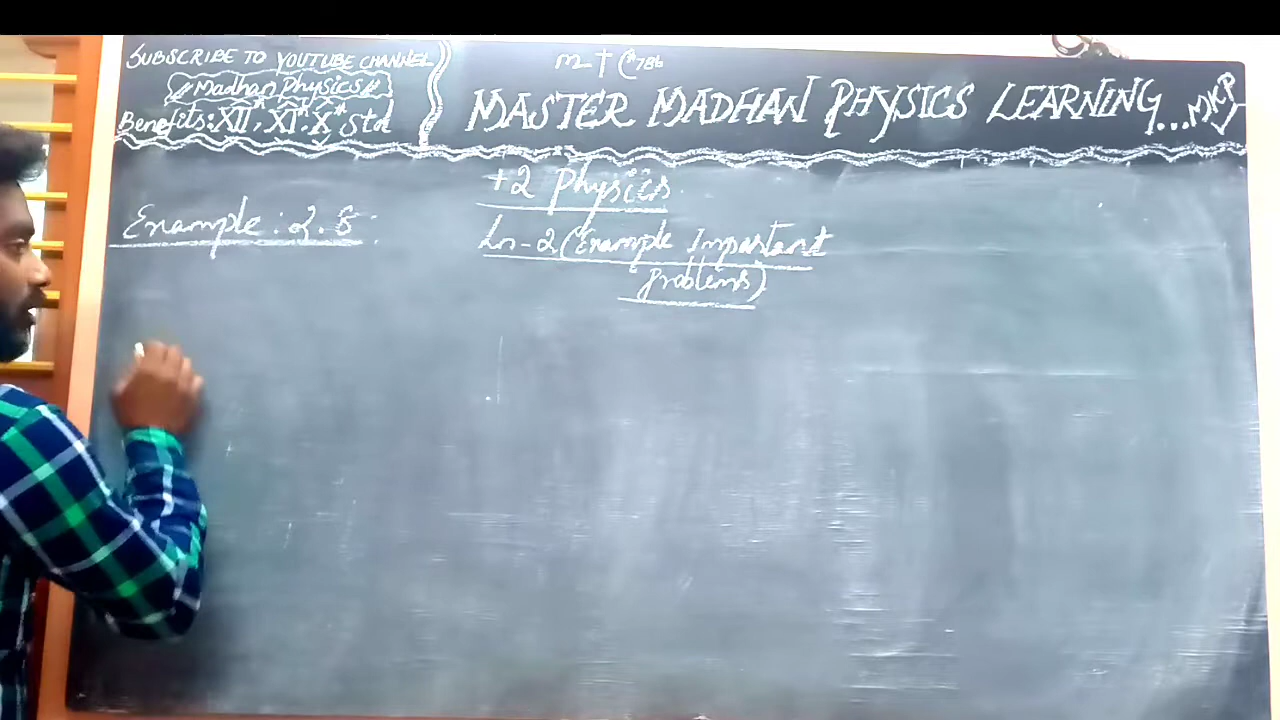 SUBSCRIBE TO YOUTUBE CHANNEL
Madhan Physics
Benefits: XII, XI, X Std
786
MASTER MADHAN PHYSICS LEARNING...MKP
+2 Physics
Example: 2.8
Ln-2 (Example Important
problems)